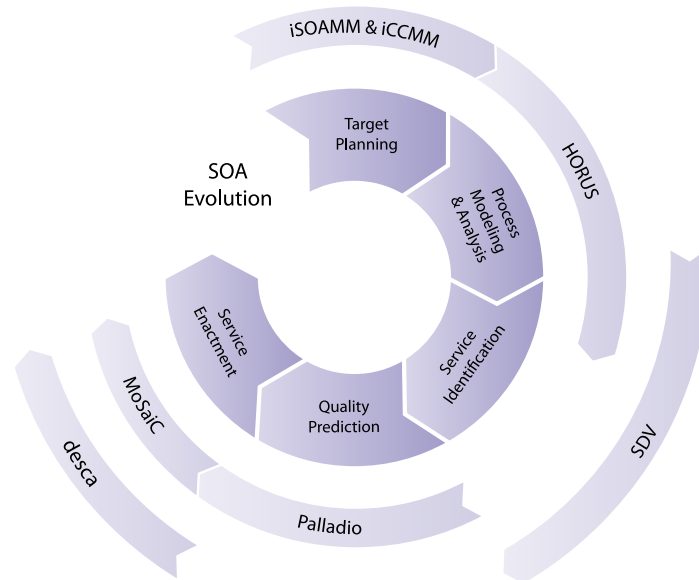 iSOAMM & iCCMM
HORUS
SDV
Palladio
MoSaiC
desca
SOA
Evolution
Target
Planning
Process
Modeling
& Analysis
Service
Identification
Quality
Prediction
Service
Enactment